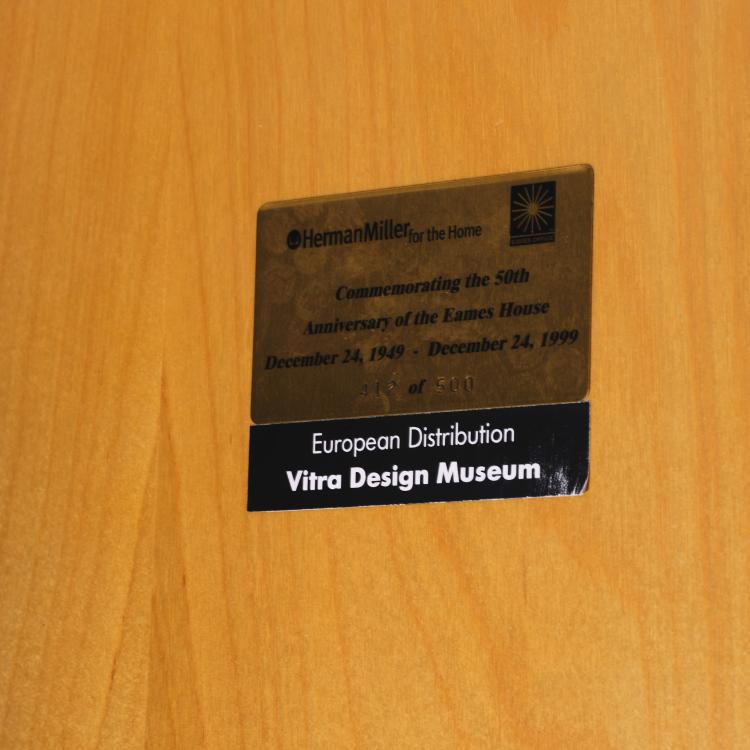 HermanMiller for the Home
Commemorating the 50th
Anniversary of the Eames House
December 24, 1949 - December 24, 1999
of 500
European Distribution
Vitra Design Museum